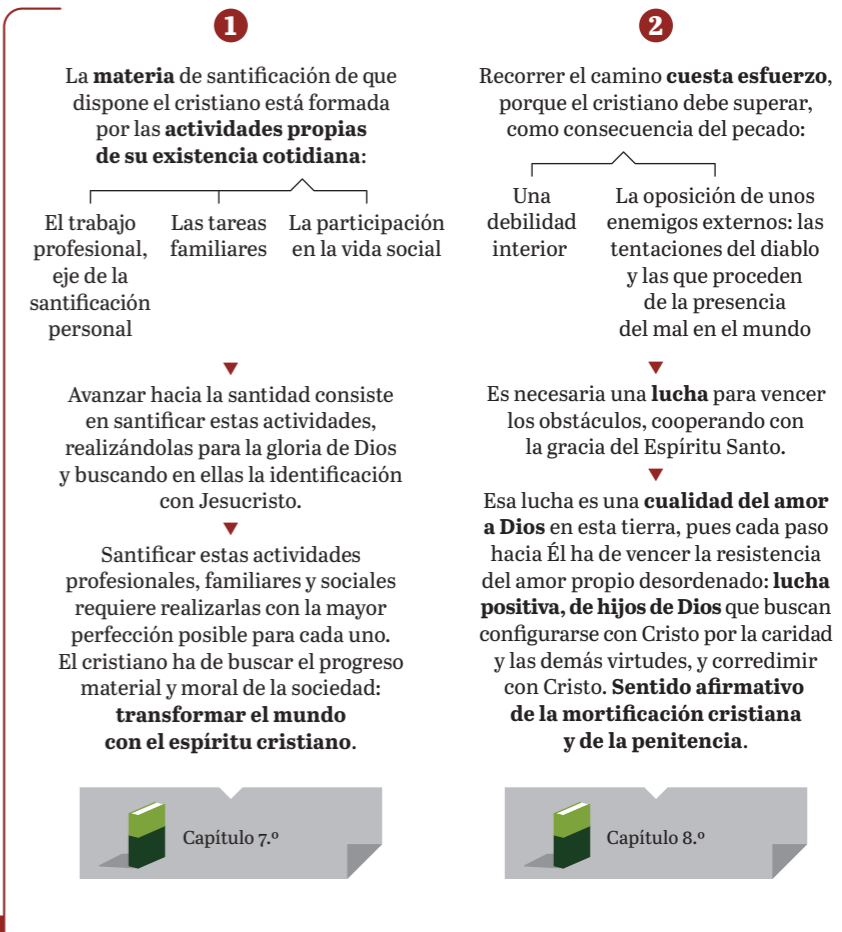 1
La materia de santificación de que
dispone el cristiano está formada
por las actividades propias
de su existencia cotidiana:
El trabajo
profesional,
eje de la
santificación
personal
Las tareas
familiares
La participación
en la vida social
Avanzar hacia la santidad consiste
en santificar estas actividades,
realizándolas para la gloria de Dios
y buscando en ellas la identificación
con Jesucristo.
Santificar estas actividades
profesionales, familiares y sociales
requiere realizarlas con la mayor
perfección posible para cada uno.
El cristiano ha de buscar el progreso
material y moral de la sociedad:
transformar el mundo
con el espíritu cristiano.
Capítulo 7.º
2
Recorrer el camino cuesta esfuerzo,
porque el cristiano debe superar,
como consecuencia del pecado:
Una
debilidad
interior
La oposición de unos
enemigos externos: las
tentaciones del diablo
y las que proceden
de la presencia
del mal en el mundo
Es necesaria una lucha para vencer
los obstáculos, cooperando con
la gracia del Espíritu Santo.
Esa lucha es una cualidad del amor
a Dios en esta tierra, pues cada paso
hacia Él ha de vencer la resistencia
del amor propio desordenado: lucha
positiva, de hijos de Dios que buscan
configurarse con Cristo por la caridad
y las demás virtudes, y corredimir
con Cristo. Sentido afirmativo
de la mortificación cristiana
y de la penitencia.
Capítulo 8.º